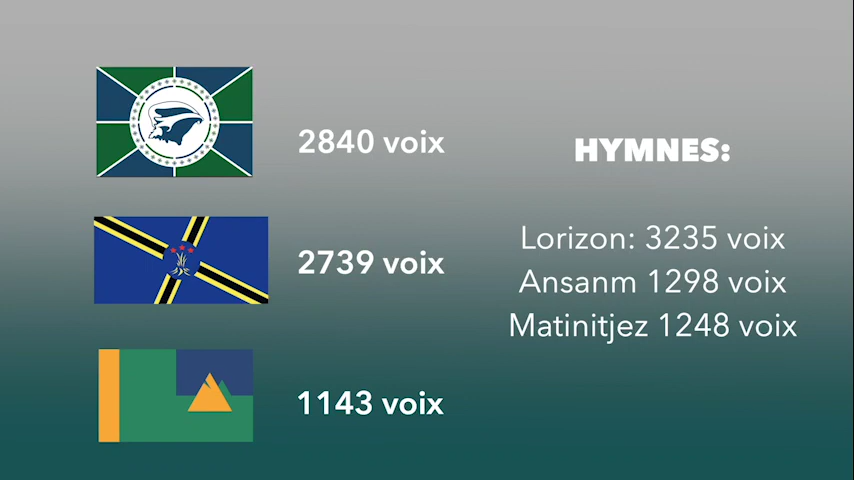 2840 voix
2739 voix
1143 voix
HYMNES:
Lorizon: 3235 voix
Ansanm 1298 voix
Matinitjez 1248 voix